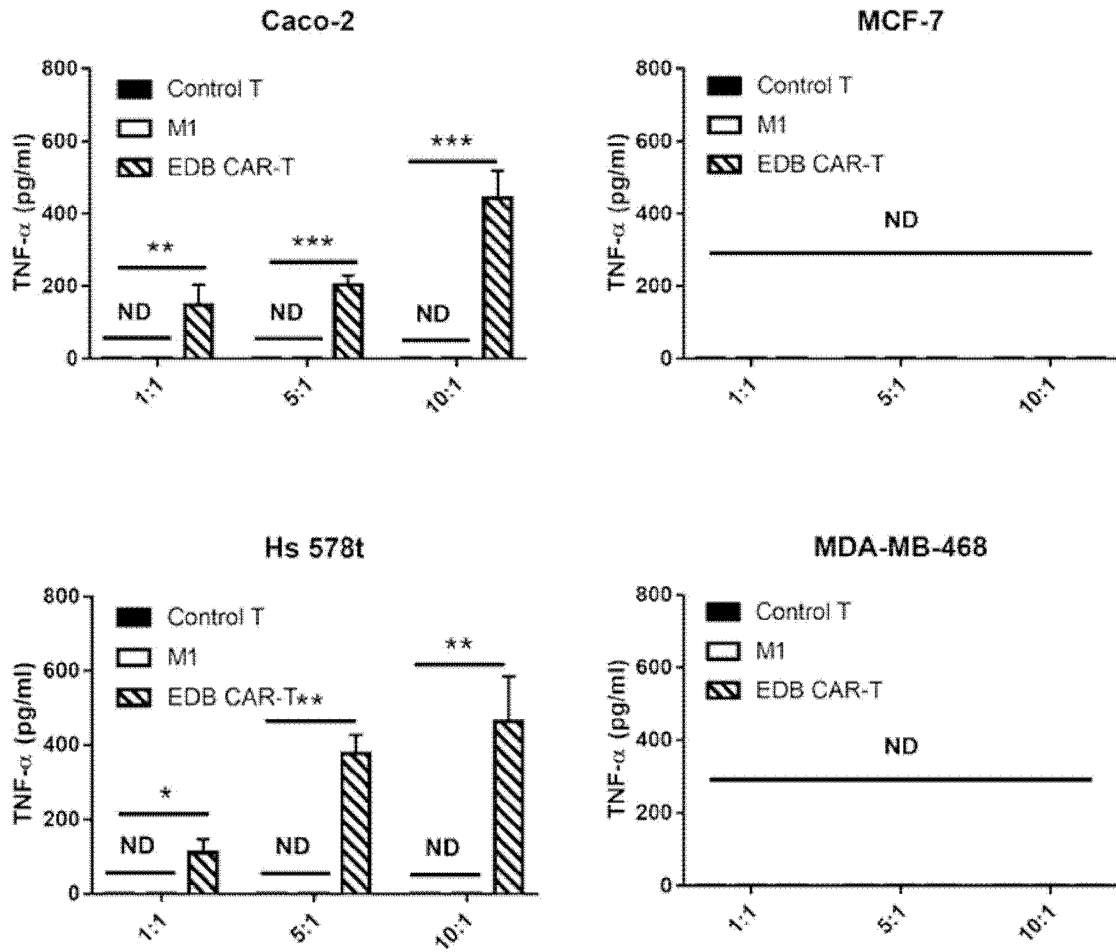 Caco-2
TNF-α (pg/ml)
800
600
400
200
0
Control T
M1
EDB CAR-T
**
***
***
ND
ND
ND
1:1
5:1
10:1
MCF-7
TNF-α (pg/ml)
800
600
400
200
0
Control T
M1
EDB CAR-T
ND
1:1
5:1
10:1
Hs 578t
TNF-α (pg/ml)
800
600
400
200
0
Control T
M1
EDB CAR-T
*
**
**
ND
ND
ND
1:1
5:1
10:1
MDA-MB-468
TNF-α (pg/ml)
800
600
400
200
0
Control T
M1
EDB CAR-T
ND
1:1
5:1
10:1